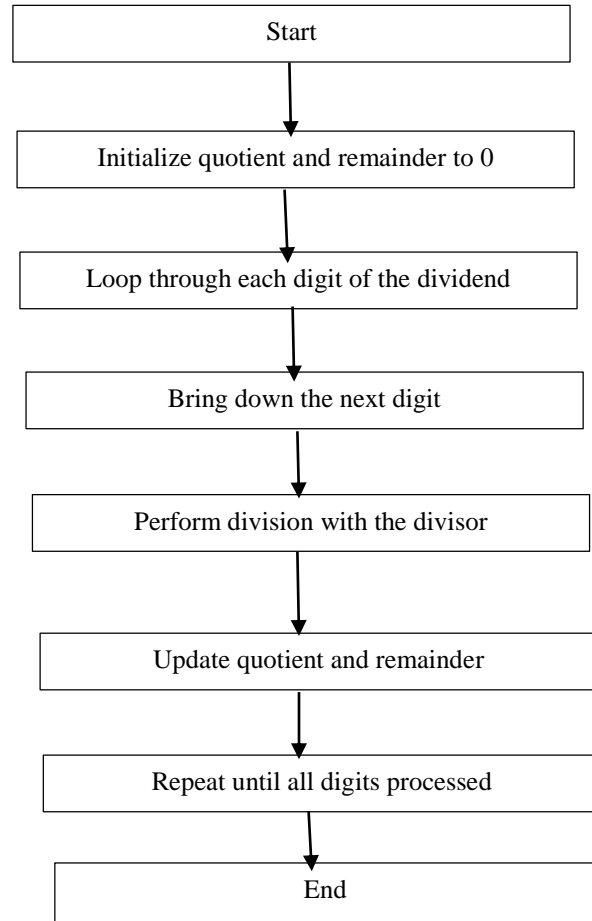 Start
Initialize quotient and remainder to 0
Loop through each digit of the dividend
Bring down the next digit
Perform division with the divisor
Update quotient and remainder
Repeat until all digits processed
End